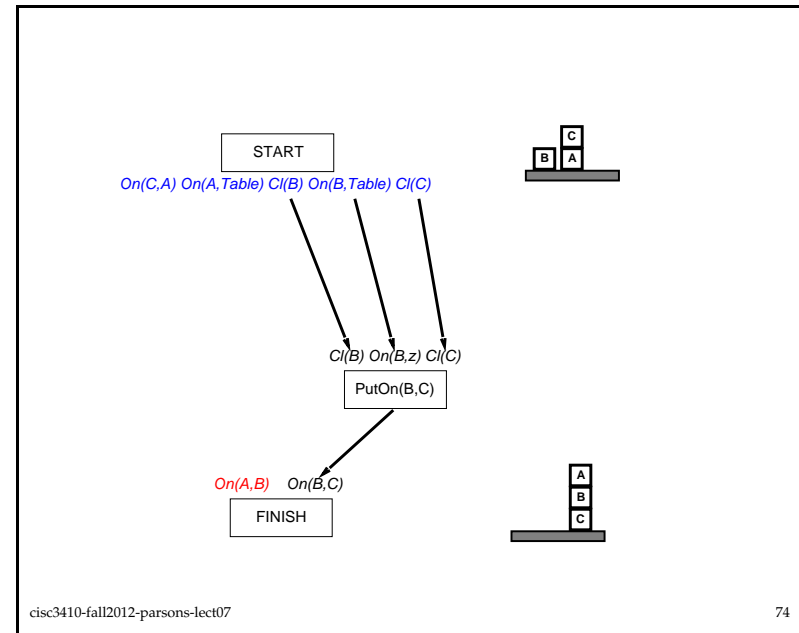 C
B A
START
On(C,A) On(A,Table) Cl(B) On(B,Table) Cl(C)
Cl(B) On(B,z) Cl(C)
PutOn(B,C)
On(A,B) On(B,C)
FINISH
A
B
C
cisc3410-fall2012-parsons-lect07 74